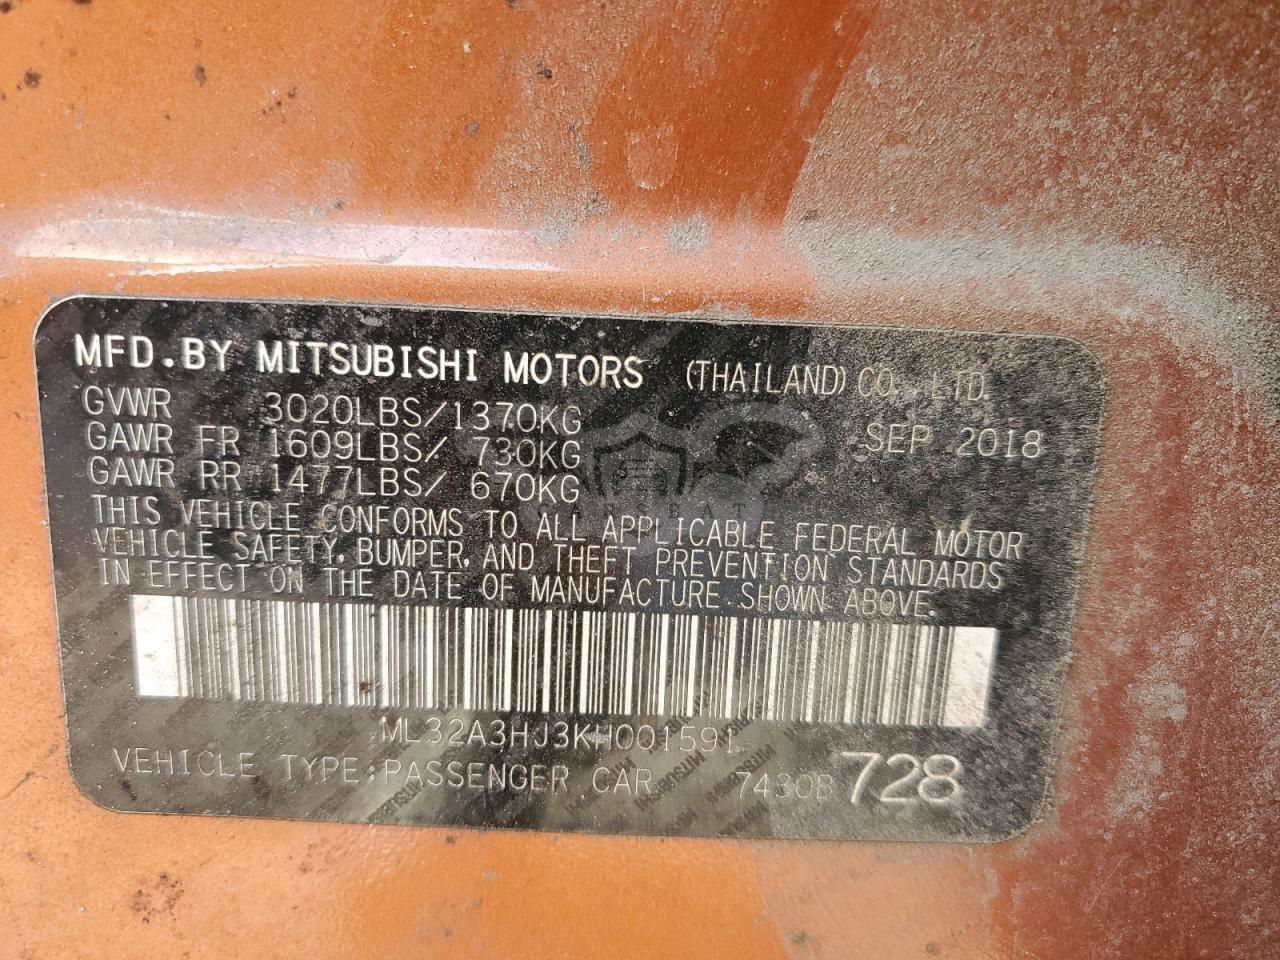 MFD.BY MITSUBISHI MOTORS (THAILAND) CO., LTD.
GVWR 3020LBS/1370KG SEP 2018
GAWR FR 1609LBS/ 730KG
GAWR RR 1477LBS/ 670KG
THIS VEHICLE CONFORMS TO ALL APPLICABLE FEDERAL MOTOR
VEHICLE SAFETY, BUMPER, AND THEFT PREVENTION STANDARDS
IN EFFECT ON THE DATE OF MANUFACTURE SHOWN ABOVE.
ML32A3HJ3KH001591
VEHICLE TYPE:PASSENGER CAR 7430B 728